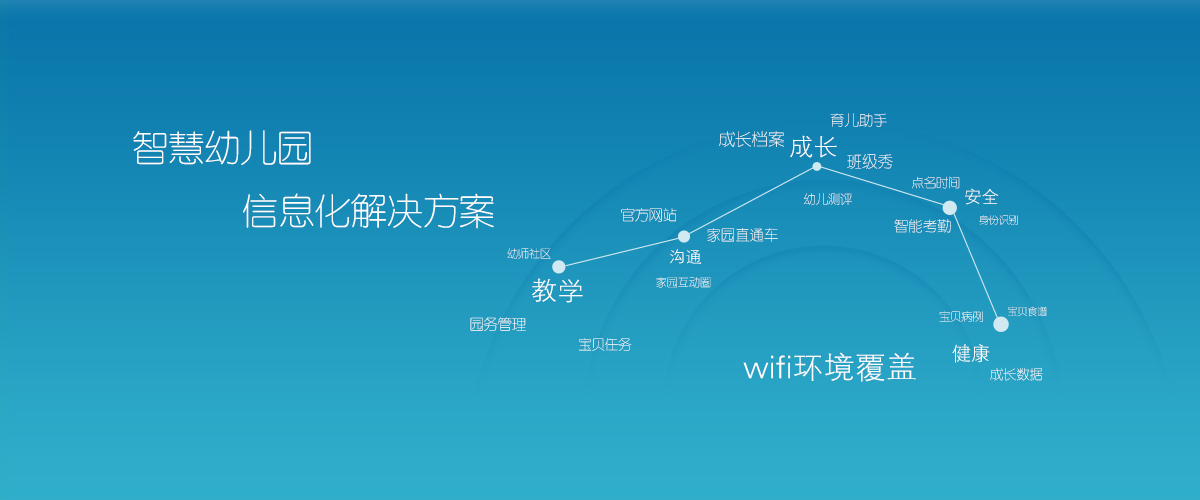 智慧幼儿园
信息化解决方案
育儿助手
成长档案
成长
班级秀
点名时间
安全
幼儿测评
官方网站
智能考勤
身份识别
家园直通车
幼师社区
沟通
家园互动圈
教学
宝贝病例
宝贝食谱
园务管理
宝贝任务
健康
wifi环境覆盖
成长数据